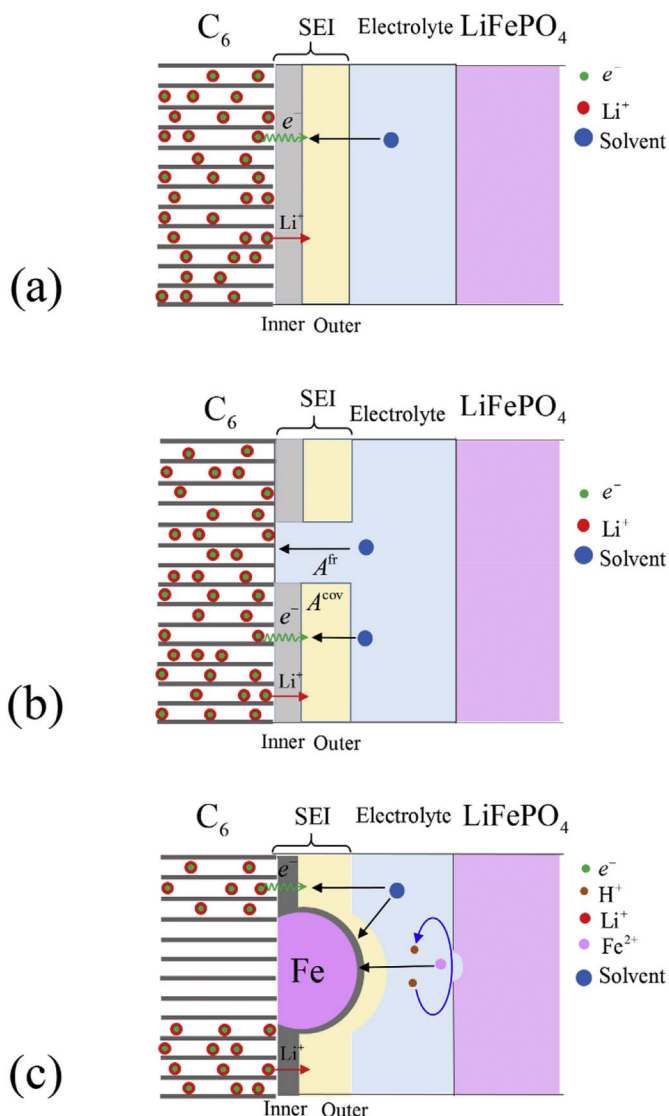 C6 SEI Electrolyte LiFePO4
e−
Li+
Solvent
e−
Li+
(a)
Inner Outer
C6 SEI Electrolyte LiFePO4
e−
Li+
Solvent
Afr
Acov
e−
Li+
(b)
Inner Outer
C6 SEI Electrolyte LiFePO4
e−
e−
H+
Li+
Fe2+
Solvent
Fe
Li+
(c)
Inner Outer